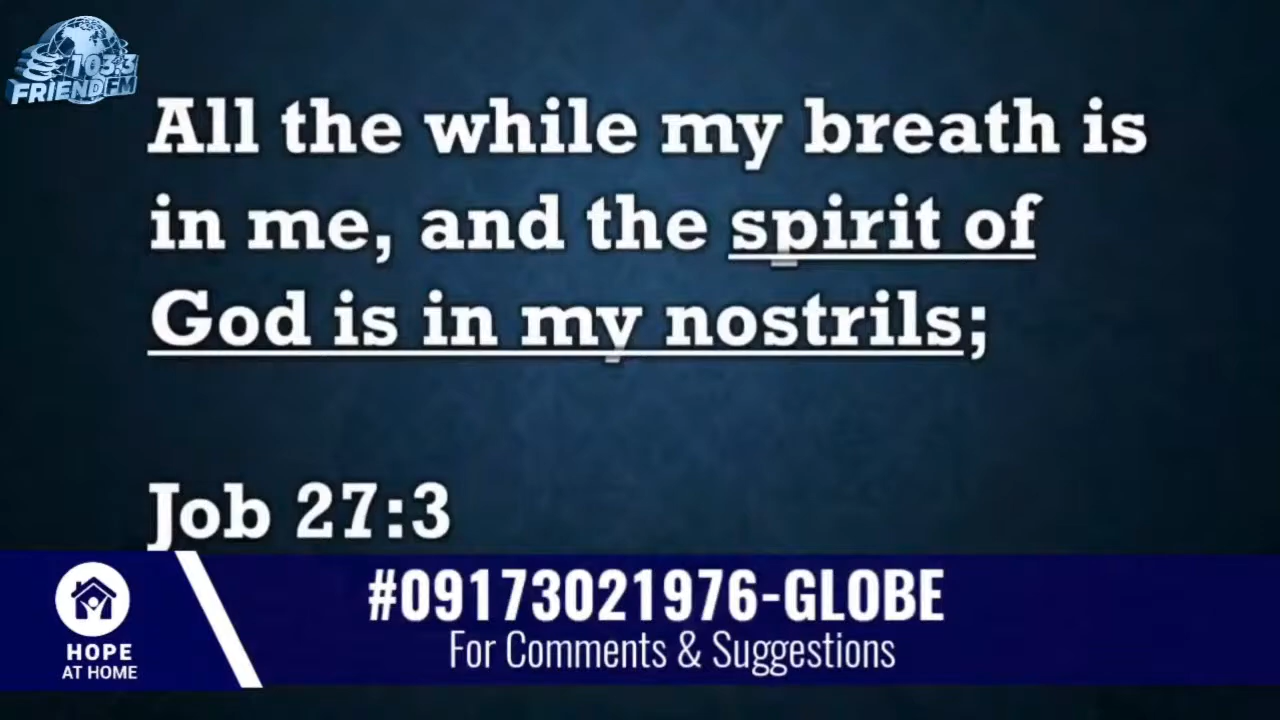 103.3
FRIEND FM
All the while my breath is
in me, and the spirit of
God is in my nostrils;
Job 27:3
HOPE
AT HOME
#09173021976-GLOBE
For Comments & Suggestions